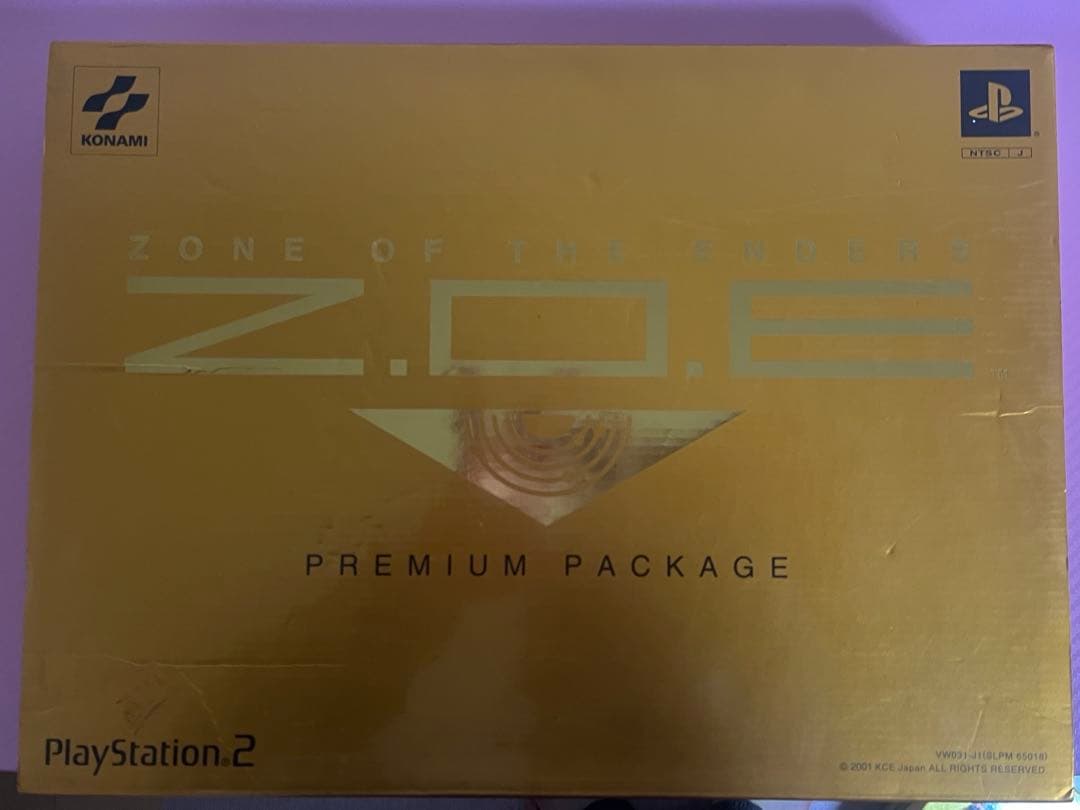 KONAMI
NTSC J
ZONE OF THE ENDERS
Z.O.E
TM
PREMIUM PACKAGE
PlayStation®2
VW031-J1(SLPM 65018)
© 2001 KCE Japan ALL RIGHTS RESERVED.